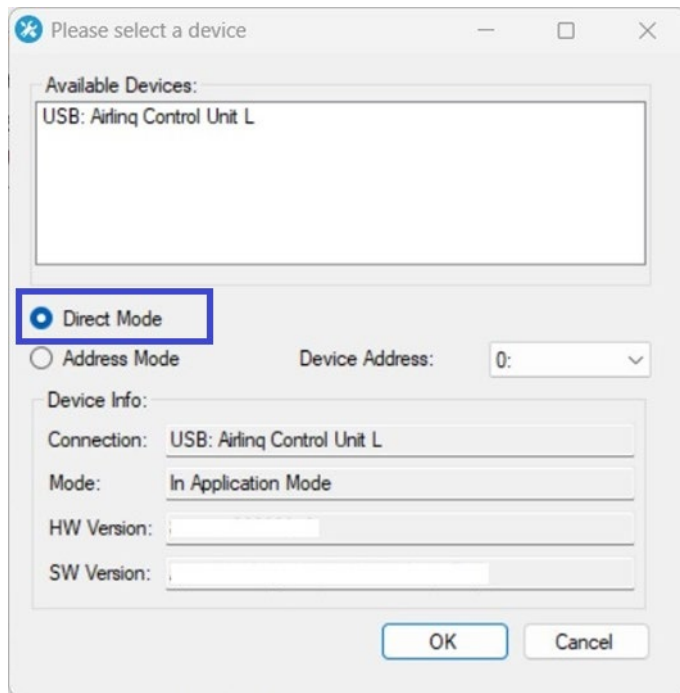 Please select a device
Available Devices:
USB: Airlinq Control Unit L
Direct Mode
Address Mode Device Address: 0:
Device Info:
Connection: USB: Airlinq Control Unit L
Mode: In Application Mode
HW Version:
SW Version:
OK Cancel